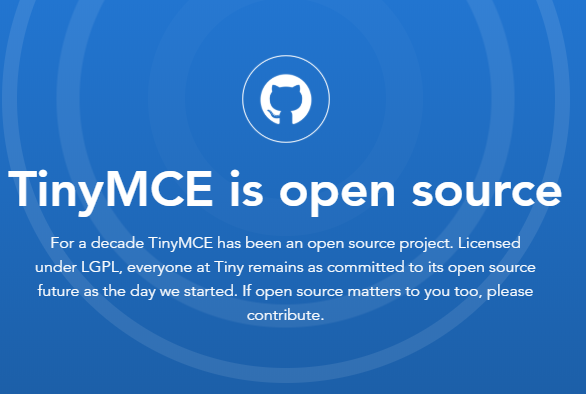 TinyMCE is open source
For a decade TinyMCE has been an open source project. Licensed
under LGPL, everyone at Tiny remains as committed to its open source
future as the day we started. If open source matters to you too, please
contribute.